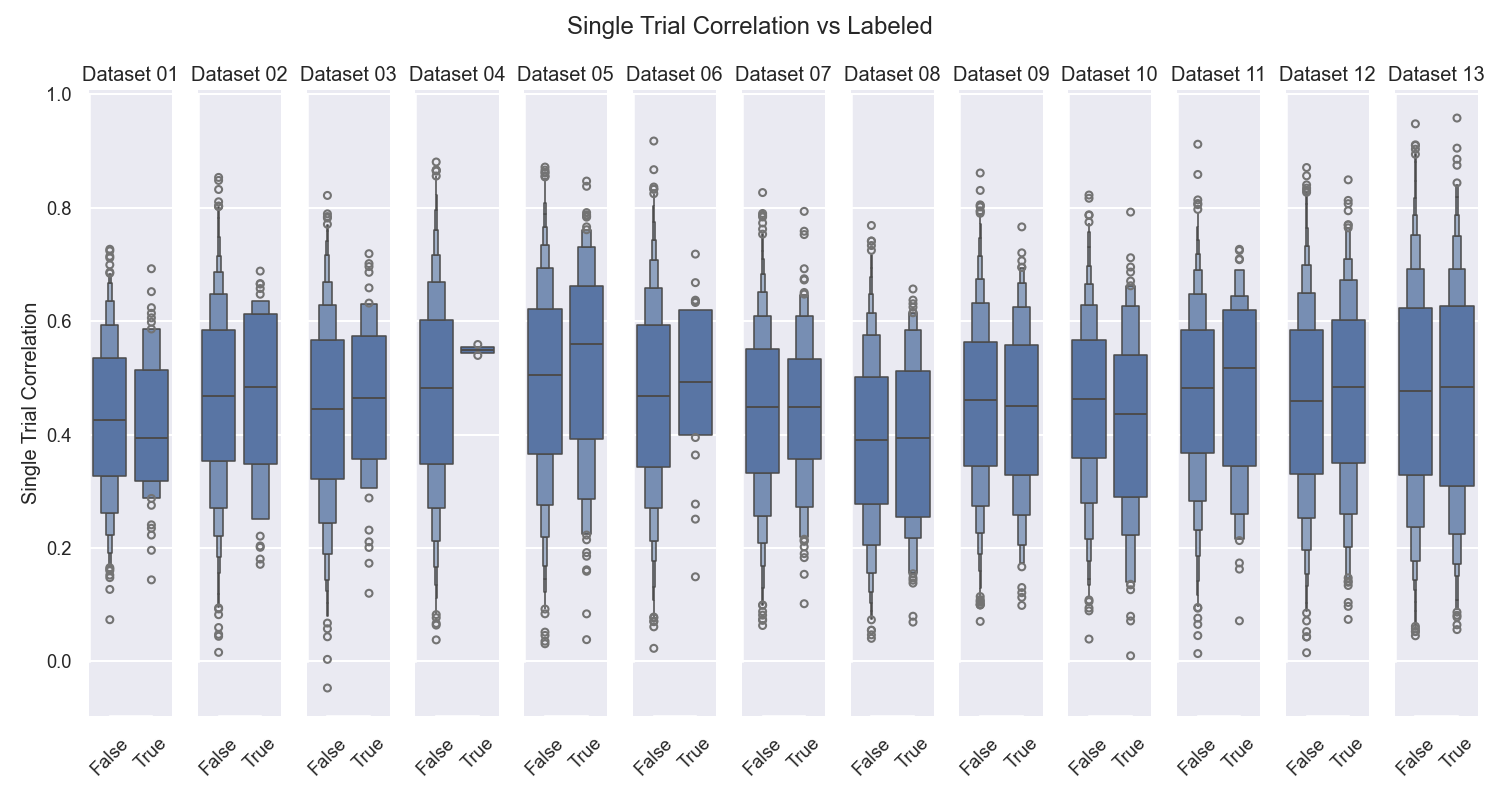 Single Trial Correlation vs Labeled
Dataset 01 Dataset 02 Dataset 03 Dataset 04 Dataset 05 Dataset 06 Dataset 07 Dataset 08 Dataset 09 Dataset 10 Dataset 11 Dataset 12 Dataset 13
1.0
0.8
0.6
0.4
0.2
0.0
Single Trial Correlation
False True False True False True False True False True False True False True False True False True False True False True False True False True